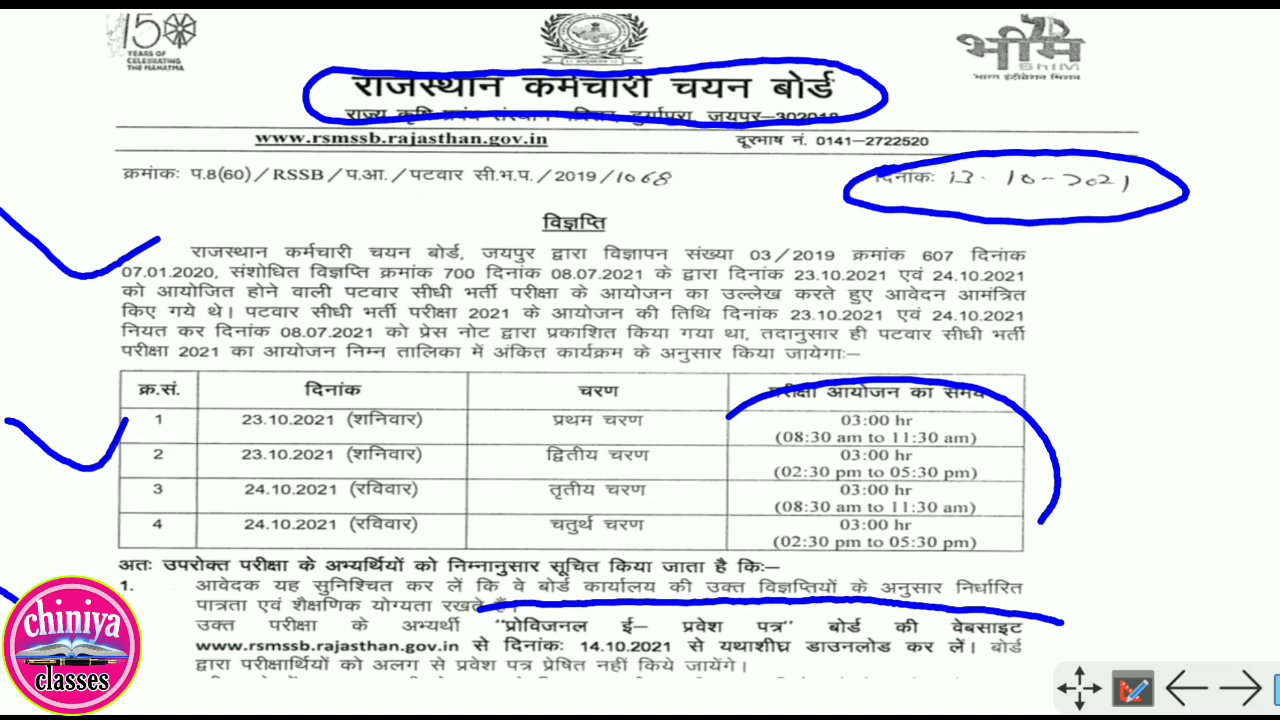 150
YEARS OF
CELEBRATING
THE MAHATMA
भीम
BHIM
भारत इंटीग्रेशन मिशन
राजस्थान कर्मचारी चयन बोर्ड
राज्य कृषि प्रबंध संस्थान परिसर, दुर्गापुरा, जयपुर—302018
www.rsmssb.rajasthan.gov.in दूरभाष नं. 0141—2722520
क्रमांकः प.8(60)/RSSB/प.आ./पटवार सी.भ.प./2019/1068 दिनांकः 13-10-2021
विज्ञप्ति
राजस्थान कर्मचारी चयन बोर्ड, जयपुर द्वारा विज्ञापन संख्या 03/2019 क्रमांक 607 दिनांक
07.01.2020, संशोधित विज्ञप्ति क्रमांक 700 दिनांक 08.07.2021 के द्वारा दिनांक 23.10.2021 एवं 24.10.2021
को आयोजित होने वाली पटवार सीधी भर्ती परीक्षा के आयोजन का उल्लेख करते हुए आवेदन आमंत्रित
किए गये थे। पटवार सीधी भर्ती परीक्षा 2021 के आयोजन की तिथि दिनांक 23.10.2021 एवं 24.10.2021
नियत कर दिनांक 08.07.2021 को प्रेस नोट द्वारा प्रकाशित किया गया था, तदानुसार ही पटवार सीधी भर्ती
परीक्षा 2021 का आयोजन निम्न तालिका में अंकित कार्यक्रम के अनुसार किया जायेगाः—
क्र.सं. दिनांक चरण परीक्षा आयोजन का समय
1 23.10.2021 (शनिवार) प्रथम चरण 03:00 hr
(08:30 am to 11:30 am)
2 23.10.2021 (शनिवार) द्वितीय चरण 03:00 hr
(02:30 pm to 05:30 pm)
3 24.10.2021 (रविवार) तृतीय चरण 03:00 hr
(08:30 am to 11:30 am)
4 24.10.2021 (रविवार) चतुर्थ चरण 03:00 hr
(02:30 pm to 05:30 pm)
अतः उपरोक्त परीक्षा के अभ्यर्थियों को निम्नानुसार सूचित किया जाता है किः—
1. आवेदक यह सुनिश्चित कर लें कि वे बोर्ड कार्यालय की उक्त विज्ञप्तियों के अनुसार निर्धारित
पात्रता एवं शैक्षणिक योग्यता रखते हैं।
उक्त परीक्षा के अभ्यर्थी "प्रोविजनल ई— प्रवेश पत्र" बोर्ड की वेबसाइट
www.rsmssb.rajasthan.gov.in से दिनांकः 14.10.2021 से यथाशीघ्र डाउनलोड कर लें। बोर्ड
द्वारा परीक्षार्थियों को अलग से प्रवेश पत्र प्रेषित नहीं किये जायेंगे।
chiniya
classes